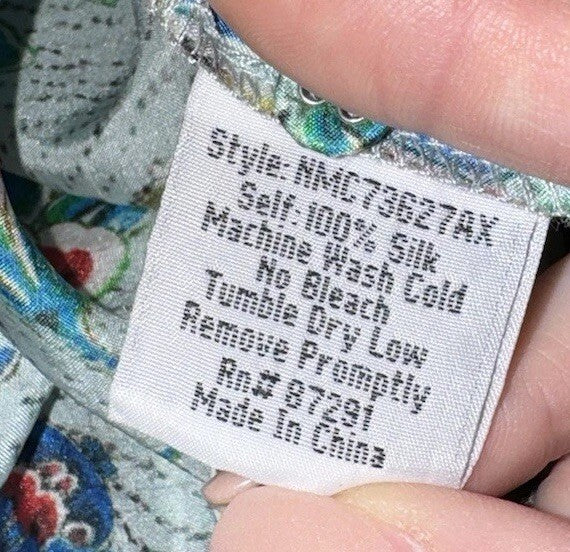 Style: NMC73627AX
Self: 100% Silk
Machine Wash Cold
No Bleach
Tumble Dry Low
Remove Promptly
Rn# 87291
Made In China